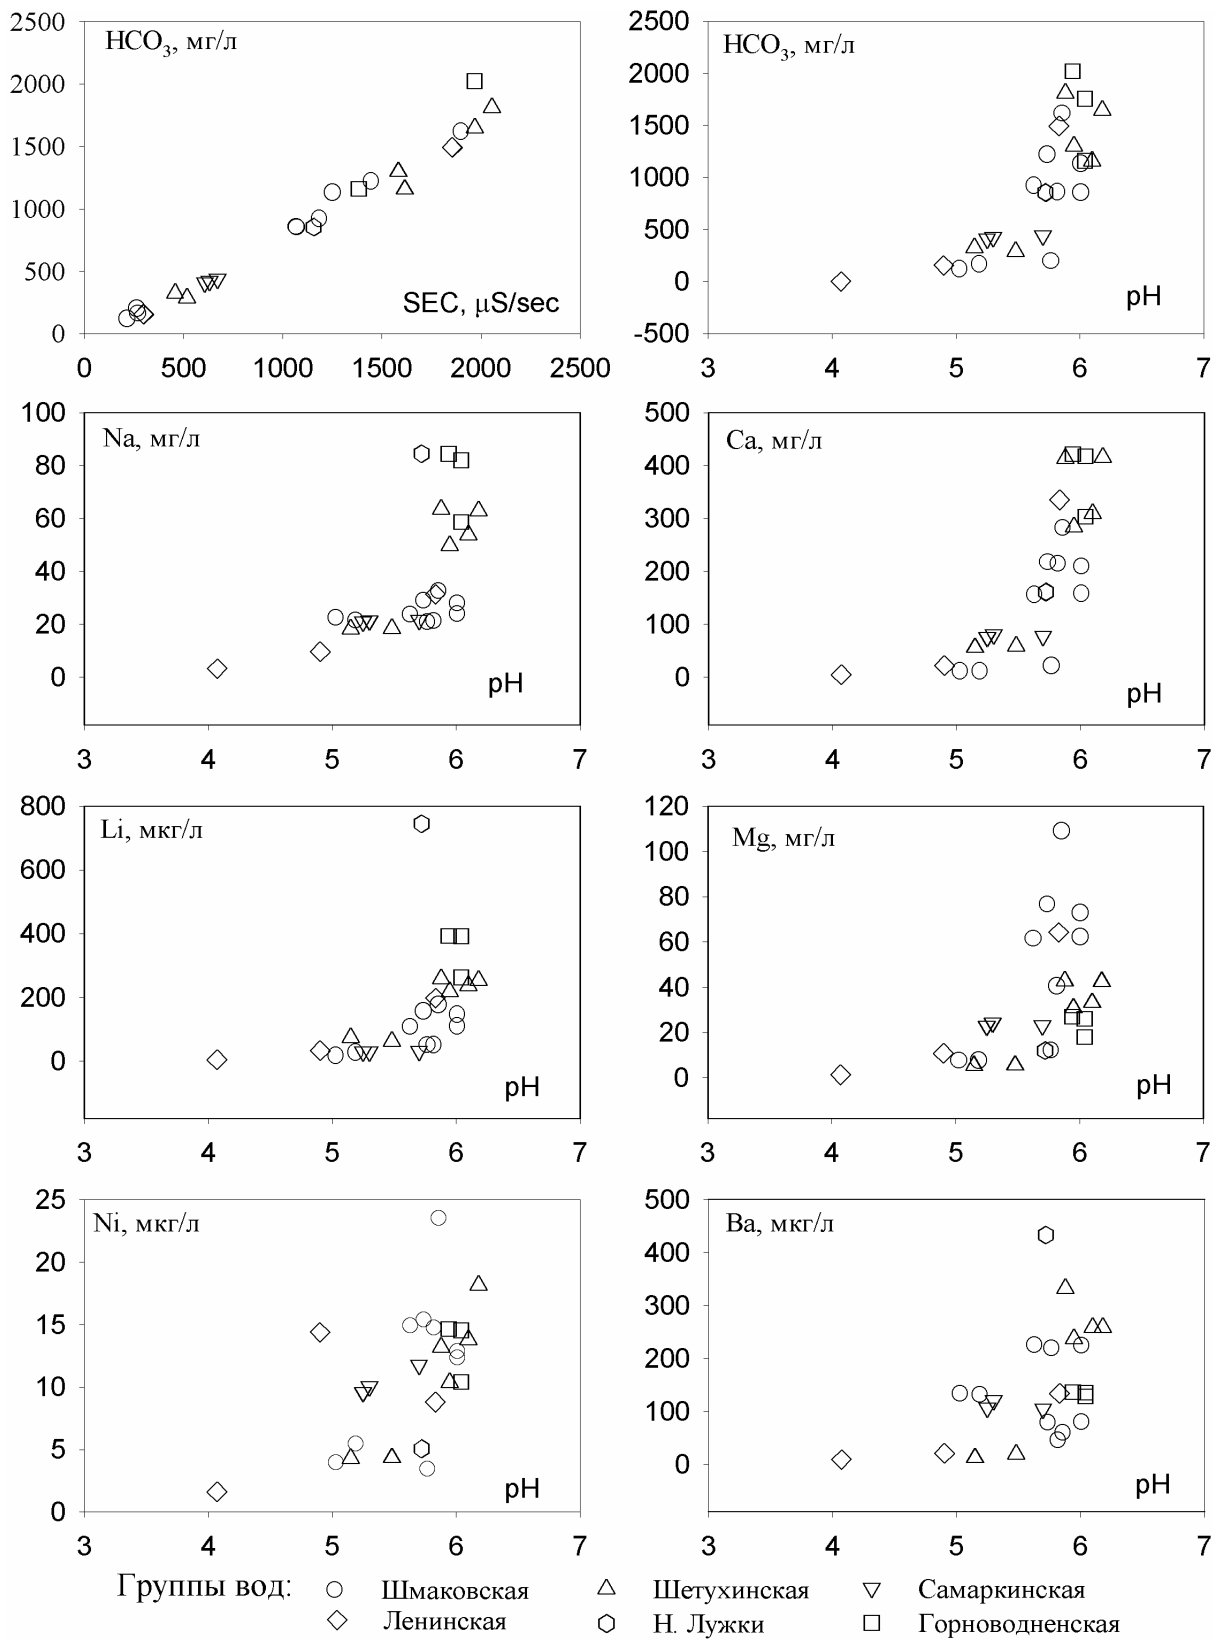 HCO3, мг/л
2500
2000
1500
1000
500
0
SEC, μS/sec
0 500 1000 1500 2000 2500
HCO3, мг/л
2500
2000
1500
1000
500
0
-500
pH
3 4 5 6 7
Na, мг/л
100
80
60
40
20
0
pH
3 4 5 6 7
Ca, мг/л
500
400
300
200
100
0
pH
3 4 5 6 7
Li, мкг/л
800
600
400
200
0
pH
3 4 5 6 7
Mg, мг/л
120
100
80
60
40
20
0
pH
3 4 5 6 7
Ni, мкг/л
25
20
15
10
5
0
pH
3 4 5 6 7
Ba, мкг/л
500
400
300
200
100
0
pH
3 4 5 6 7
Группы вод: Шмаковская Шетухинская Самаркинская
Ленинская Н. Лужки Горноводненская